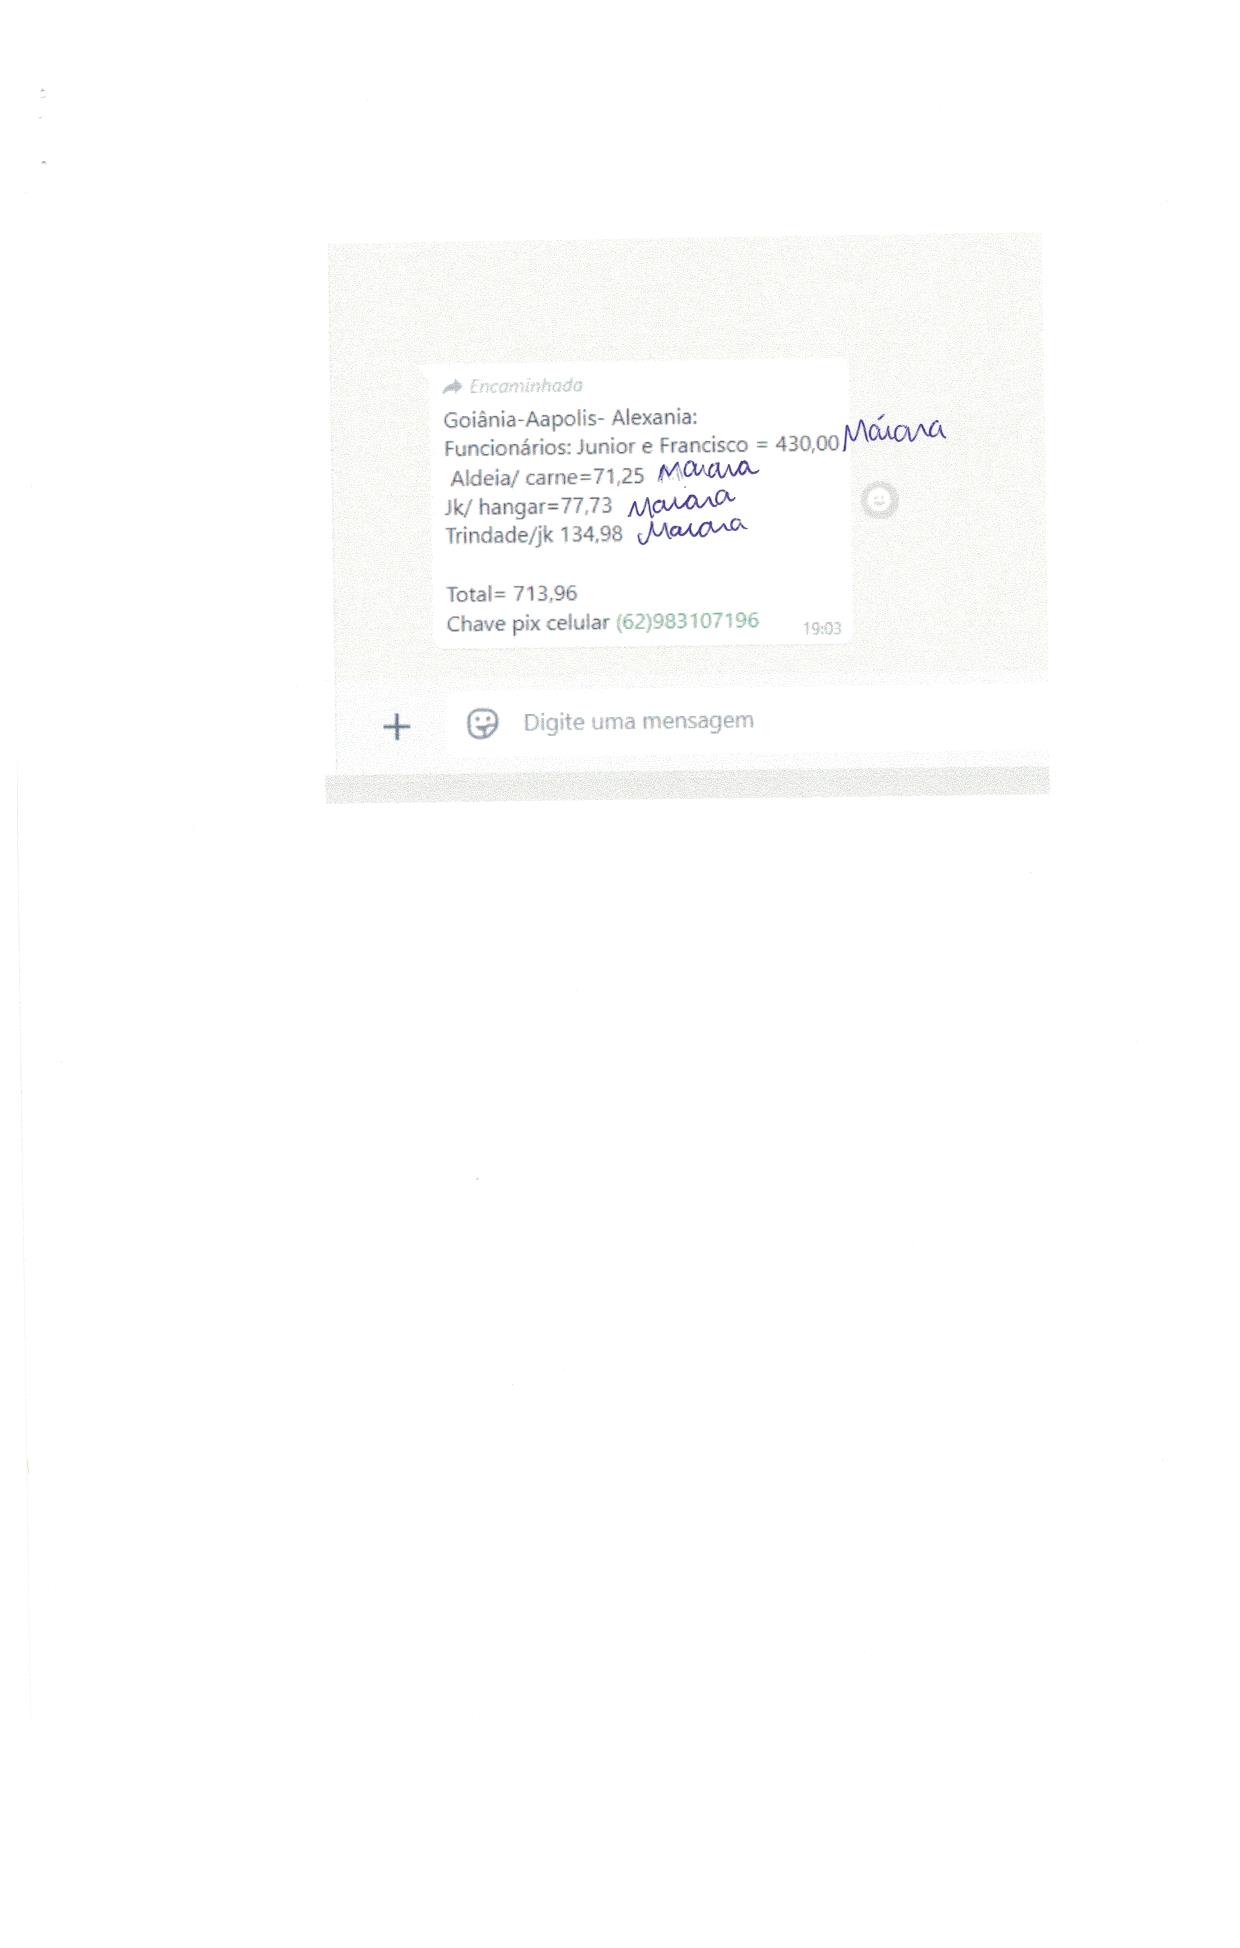 Encaminhada
Goiânia-Aapolis- Alexania:
Funcionários: Junior e Francisco = 430,00 Maiara
Aldeia/ carne=71,25 Maiara
Jk/ hangar=77,73 Maiara
Trindade/jk 134,98 Maiara
Total= 713,96
Chave pix celular (62)983107196
19:03
Digite uma mensagem